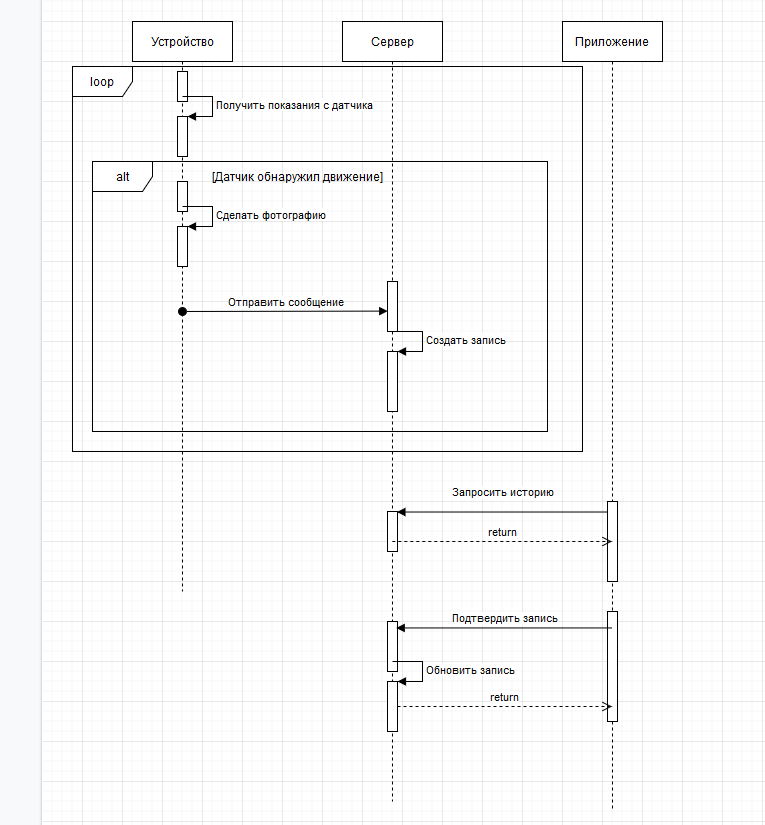 Устройство
Сервер
Приложение
loop
Получить показания с датчика
alt
[Датчик обнаружил движение]
Сделать фотографию
Отправить сообщение
Создать запись
Запросить историю
return
Подтвердить запись
Обновить запись
return